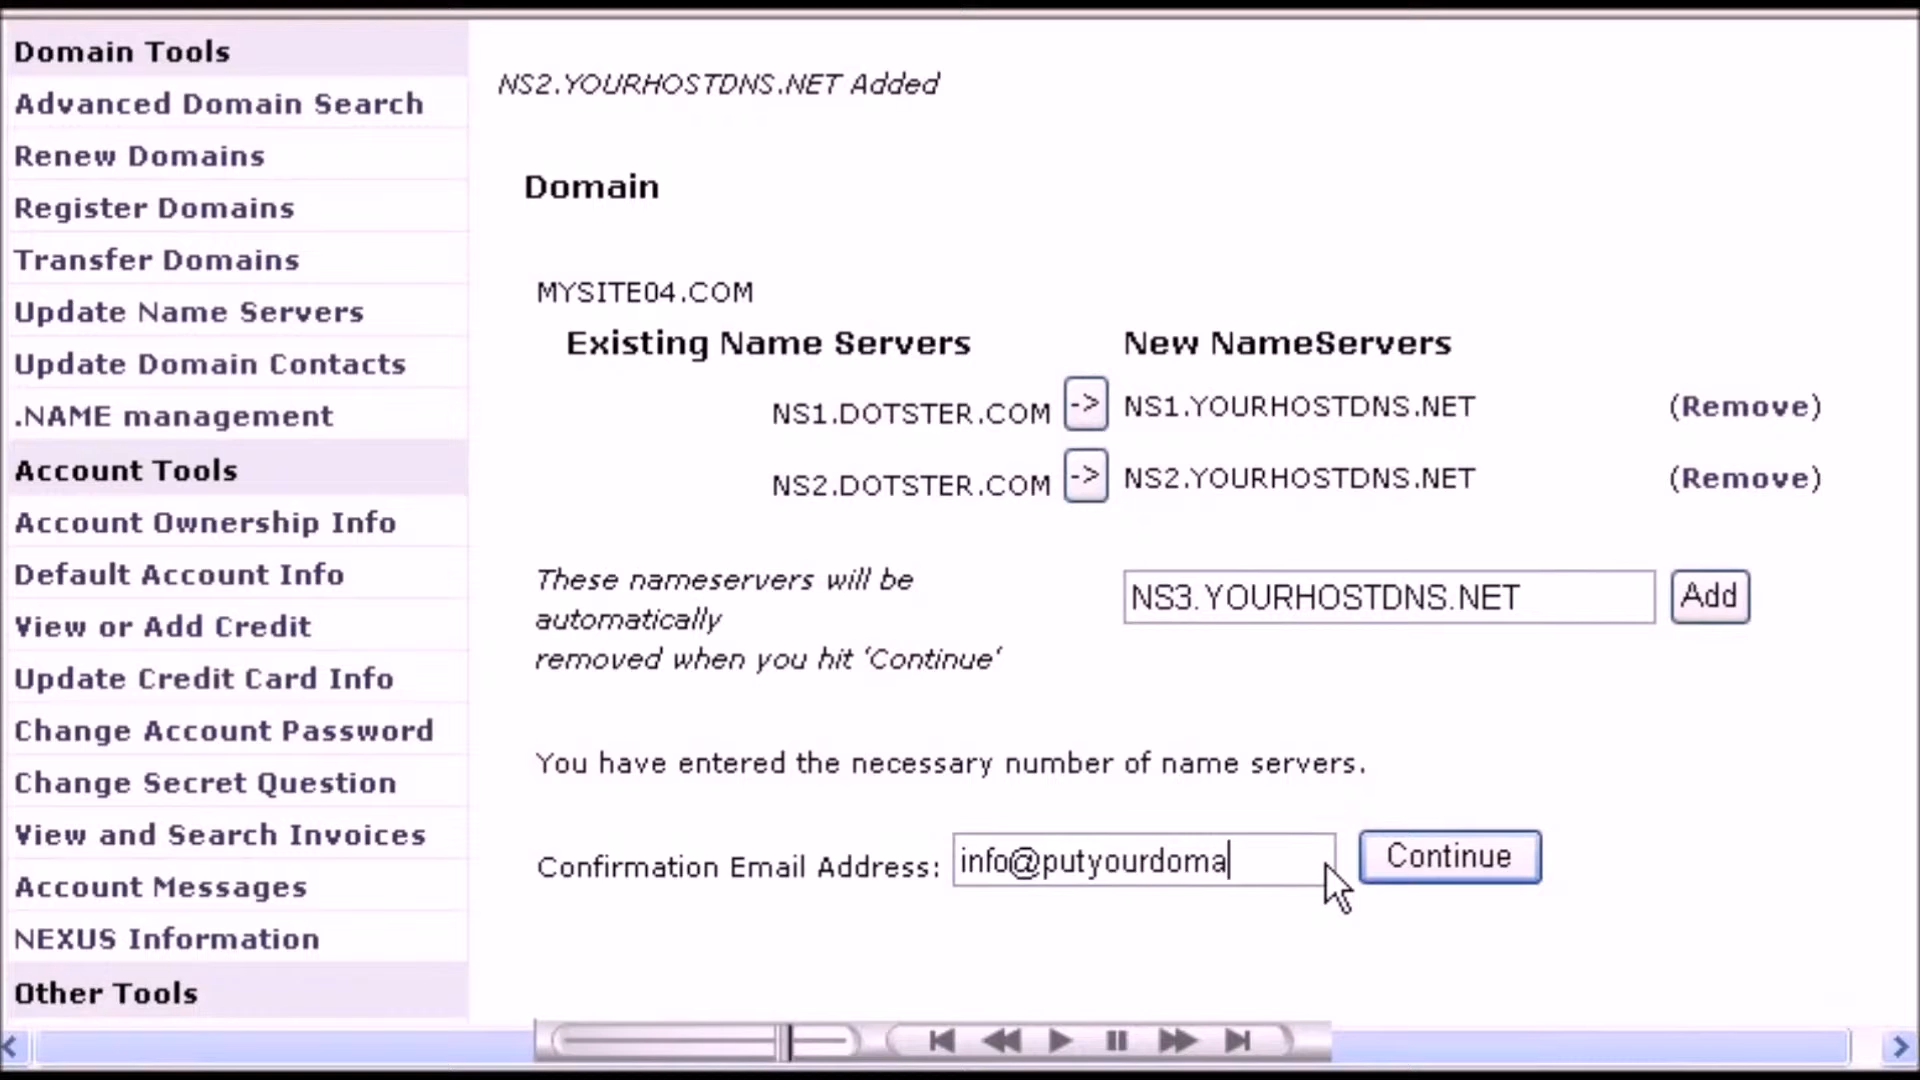 Domain Tools
Advanced Domain Search
Renew Domains
Register Domains
Transfer Domains
Update Name Servers
Update Domain Contacts
.NAME management
Account Tools
Account Ownership Info
Default Account Info
View or Add Credit
Update Credit Card Info
Change Account Password
Change Secret Question
View and Search Invoices
Account Messages
NEXUS Information
Other Tools
NS2.YOURHOSTDNS.NET Added
Domain
MYSITE04.COM
Existing Name Servers New NameServers
NS1.DOTSTER.COM -> NS1.YOURHOSTDNS.NET (Remove)
NS2.DOTSTER.COM -> NS2.YOURHOSTDNS.NET (Remove)
These nameservers will be
automatically
removed when you hit 'Continue'
NS3.YOURHOSTDNS.NET Add
You have entered the necessary number of name servers.
Confirmation Email Address: info@putyourdoma Continue